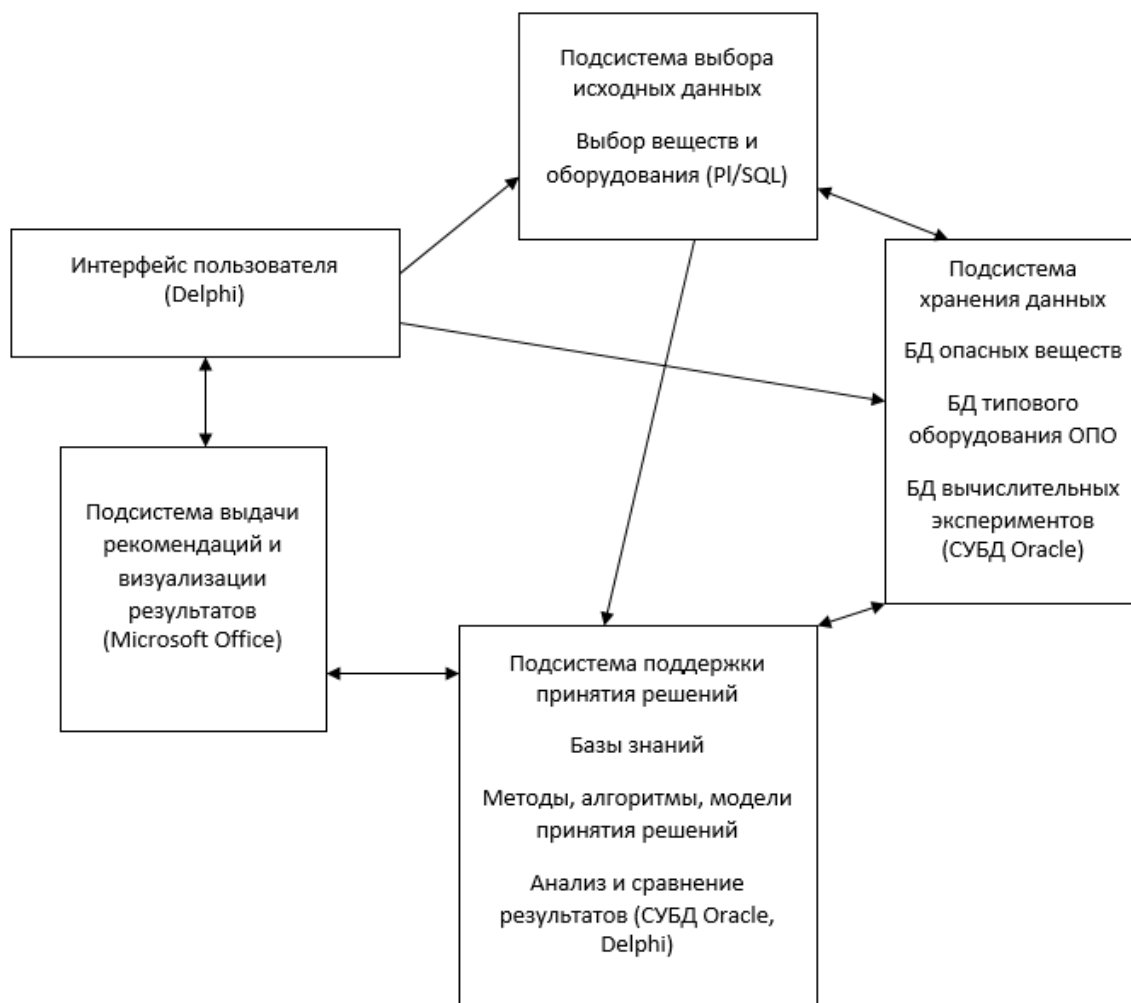 Подсистема выбора
исходных данных
Выбор веществ и
оборудования (Pl/SQL)
Интерфейс пользователя
(Delphi)
Подсистема
хранения данных
БД опасных веществ
БД типового
оборудования ОПО
БД вычислительных
экспериментов
(СУБД Oracle)
Подсистема выдачи
рекомендаций и
визуализации
результатов
(Microsoft Office)
Подсистема поддержки
принятия решений
Базы знаний
Методы, алгоритмы, модели
принятия решений
Анализ и сравнение
результатов (СУБД Oracle,
Delphi)